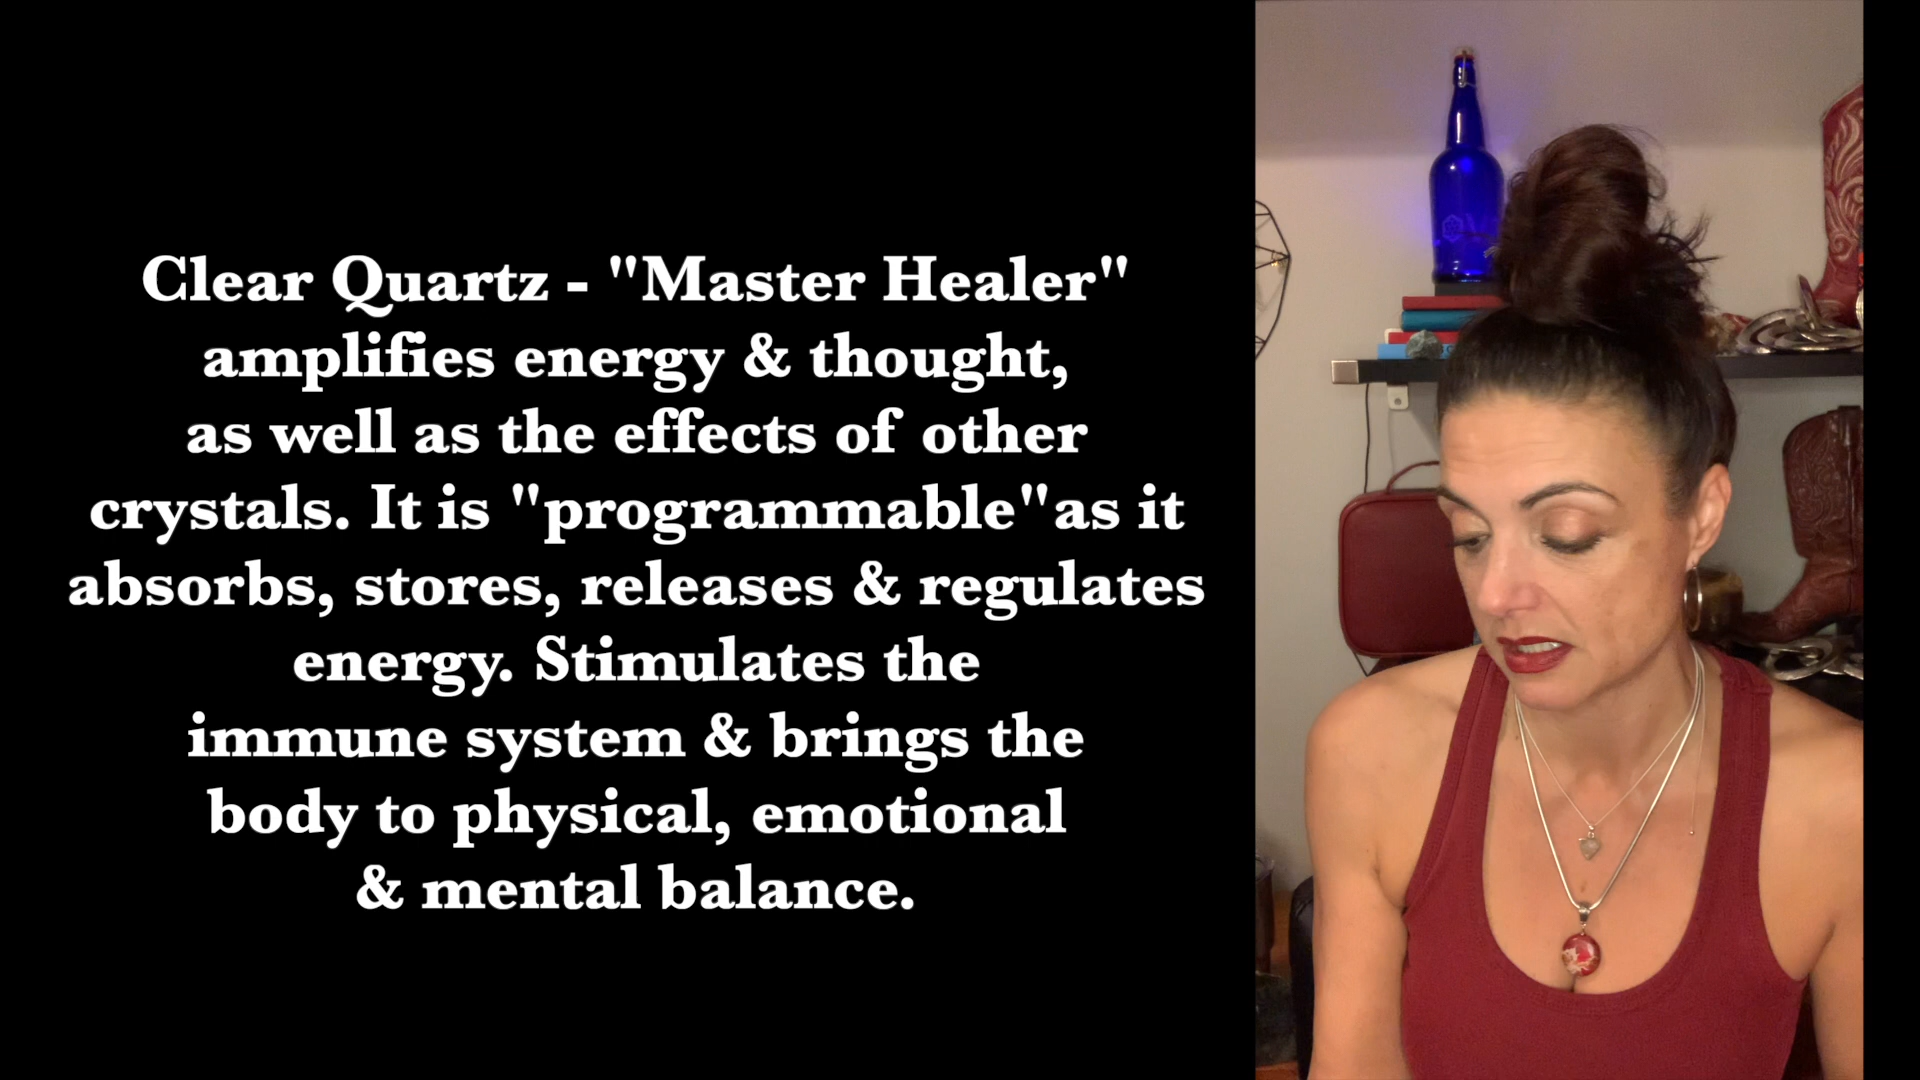 Clear Quartz - "Master Healer"
amplifies energy & thought,
as well as the effects of other
crystals. It is "programmable"as it
absorbs, stores, releases & regulates
energy. Stimulates the
immune system & brings the
body to physical, emotional
& mental balance.